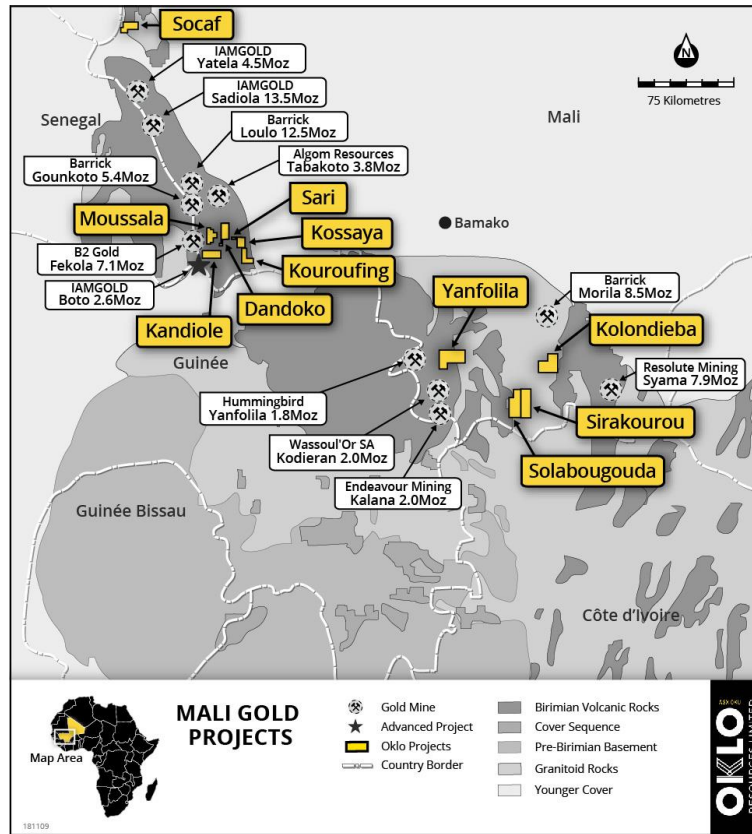 Socaf
IAMGOLD
Yatela 4.5Moz
N
75 Kilometres
IAMGOLD
Sadiola 13.5Moz
Senegal
Mali
Barrick
Loulo 12.5Moz
Algom Resources
Tabakoto 3.8Moz
Barrick
Gounkoto 5.4Moz
Sari
Moussala
Kossaya
Bamako
B2 Gold
Fekola 7.1Moz
Kouroufing
IAMGOLD
Boto 2.6Moz
Dandoko
Yanfolila
Barrick
Morila 8.5Moz
Kandiole
Kolondieba
Guinée
Resolute Mining
Syama 7.9Moz
Hummingbird
Yanfolila 1.8Moz
Sirakourou
Wassoul'Or SA
Kodieran 2.0Moz
Solabougouda
Endeavour Mining
Kalana 2.0Moz
Guinée Bissau
Côte d'Ivoire
Map Area
MALI GOLD
PROJECTS
Gold Mine
Advanced Project
Oklo Projects
Country Border
Birimian Volcanic Rocks
Cover Sequence
Pre-Birimian Basement
Granitoid Rocks
Younger Cover
ASX:OKU
OKLO
RESOURCES LIMITED
181109